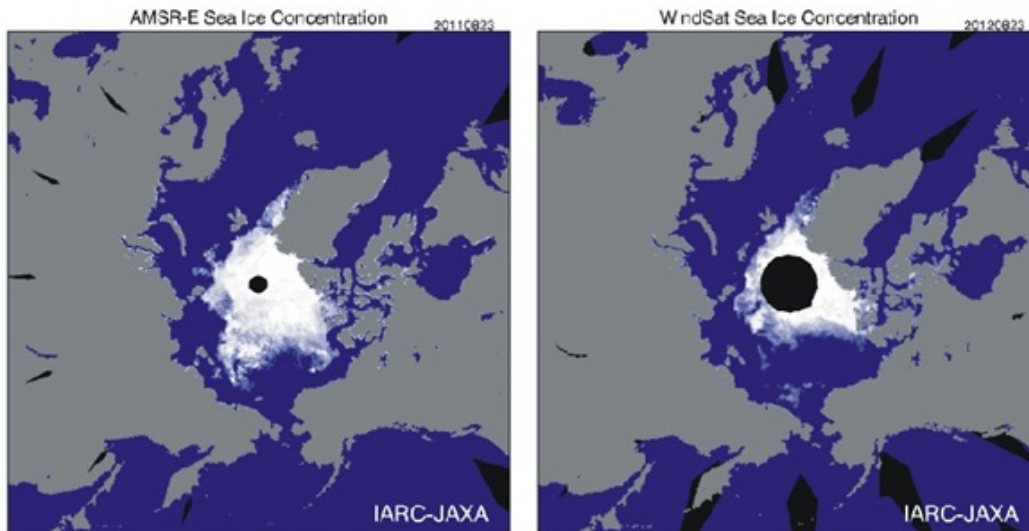 AMSR-E Sea Ice Concentration
20110823
IARC-JAXA
WindSat Sea Ice Concentration
20120823
IARC-JAXA